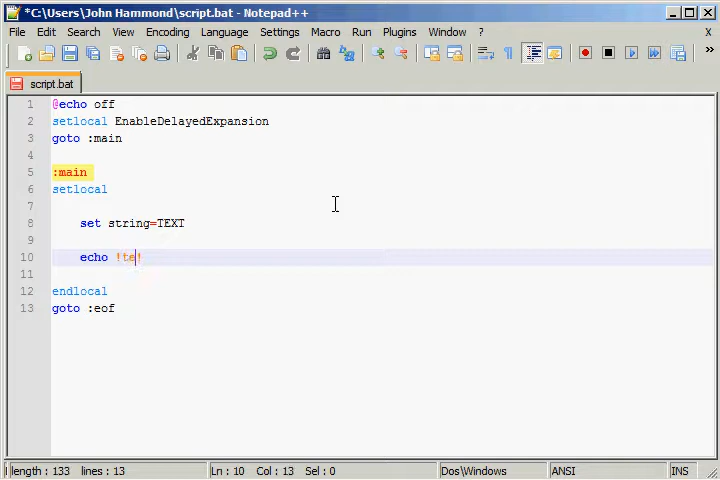 *C:\Users\John Hammond\script.bat - Notepad++
File Edit Search View Encoding Language Settings Macro Run Plugins Window ? X
script.bat
1 @echo off
2 setlocal EnableDelayedExpansion
3 goto :main
4
5 :main
6 setlocal
7
8 set string=TEXT
9
10 echo !te!
11
12 endlocal
13 goto :eof
length : 133 lines : 13 Ln : 10 Col : 13 Sel : 0 Dos\Windows ANSI INS